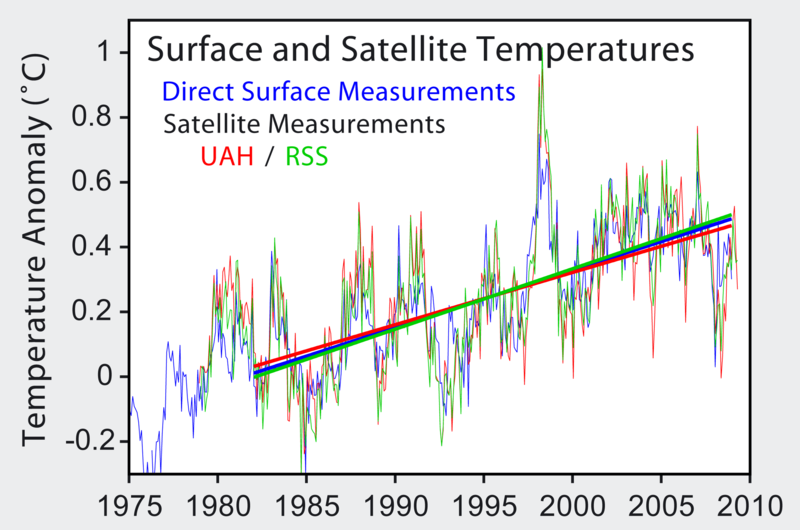 Surface and Satellite Temperatures
Direct Surface Measurements
Satellite Measurements
UAH / RSS
Temperature Anomaly (˚C)
1
0.8
0.6
0.4
0.2
0
-0.2
1975 1980 1985 1990 1995 2000 2005 2010